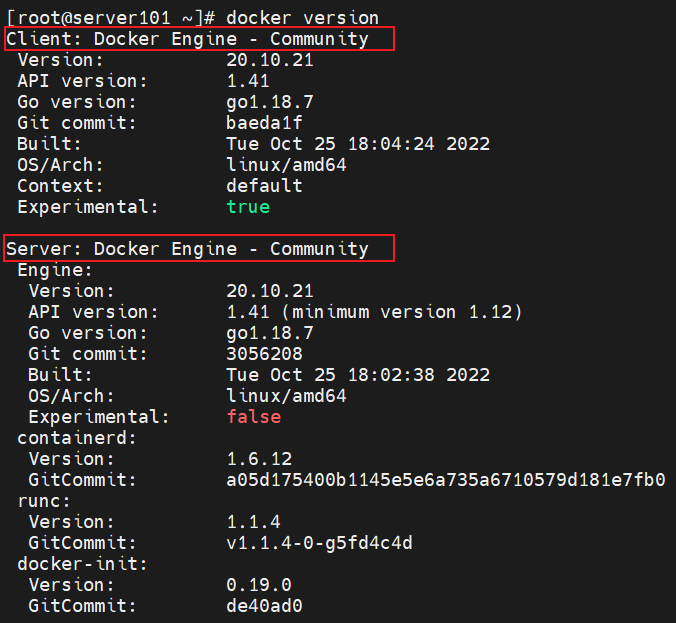 [root@server101 ~]# docker version
Client: Docker Engine - Community
 Version:           20.10.21
 API version:       1.41
 Go version:        go1.18.7
 Git commit:        baeda1f
 Built:             Tue Oct 25 18:04:24 2022
 OS/Arch:           linux/amd64
 Context:           default
 Experimental:      true

Server: Docker Engine - Community
 Engine:
  Version:          20.10.21
  API version:      1.41 (minimum version 1.12)
  Go version:       go1.18.7
  Git commit:       3056208
  Built:            Tue Oct 25 18:02:38 2022
  OS/Arch:          linux/amd64
  Experimental:     false
 containerd:
  Version:          1.6.12
  GitCommit:        a05d175400b1145e5e6a735a6710579d181e7fb0
 runc:
  Version:          1.1.4
  GitCommit:        v1.1.4-0-g5fd4c4d
 docker-init:
  Version:          0.19.0
  GitCommit:        de40ad0